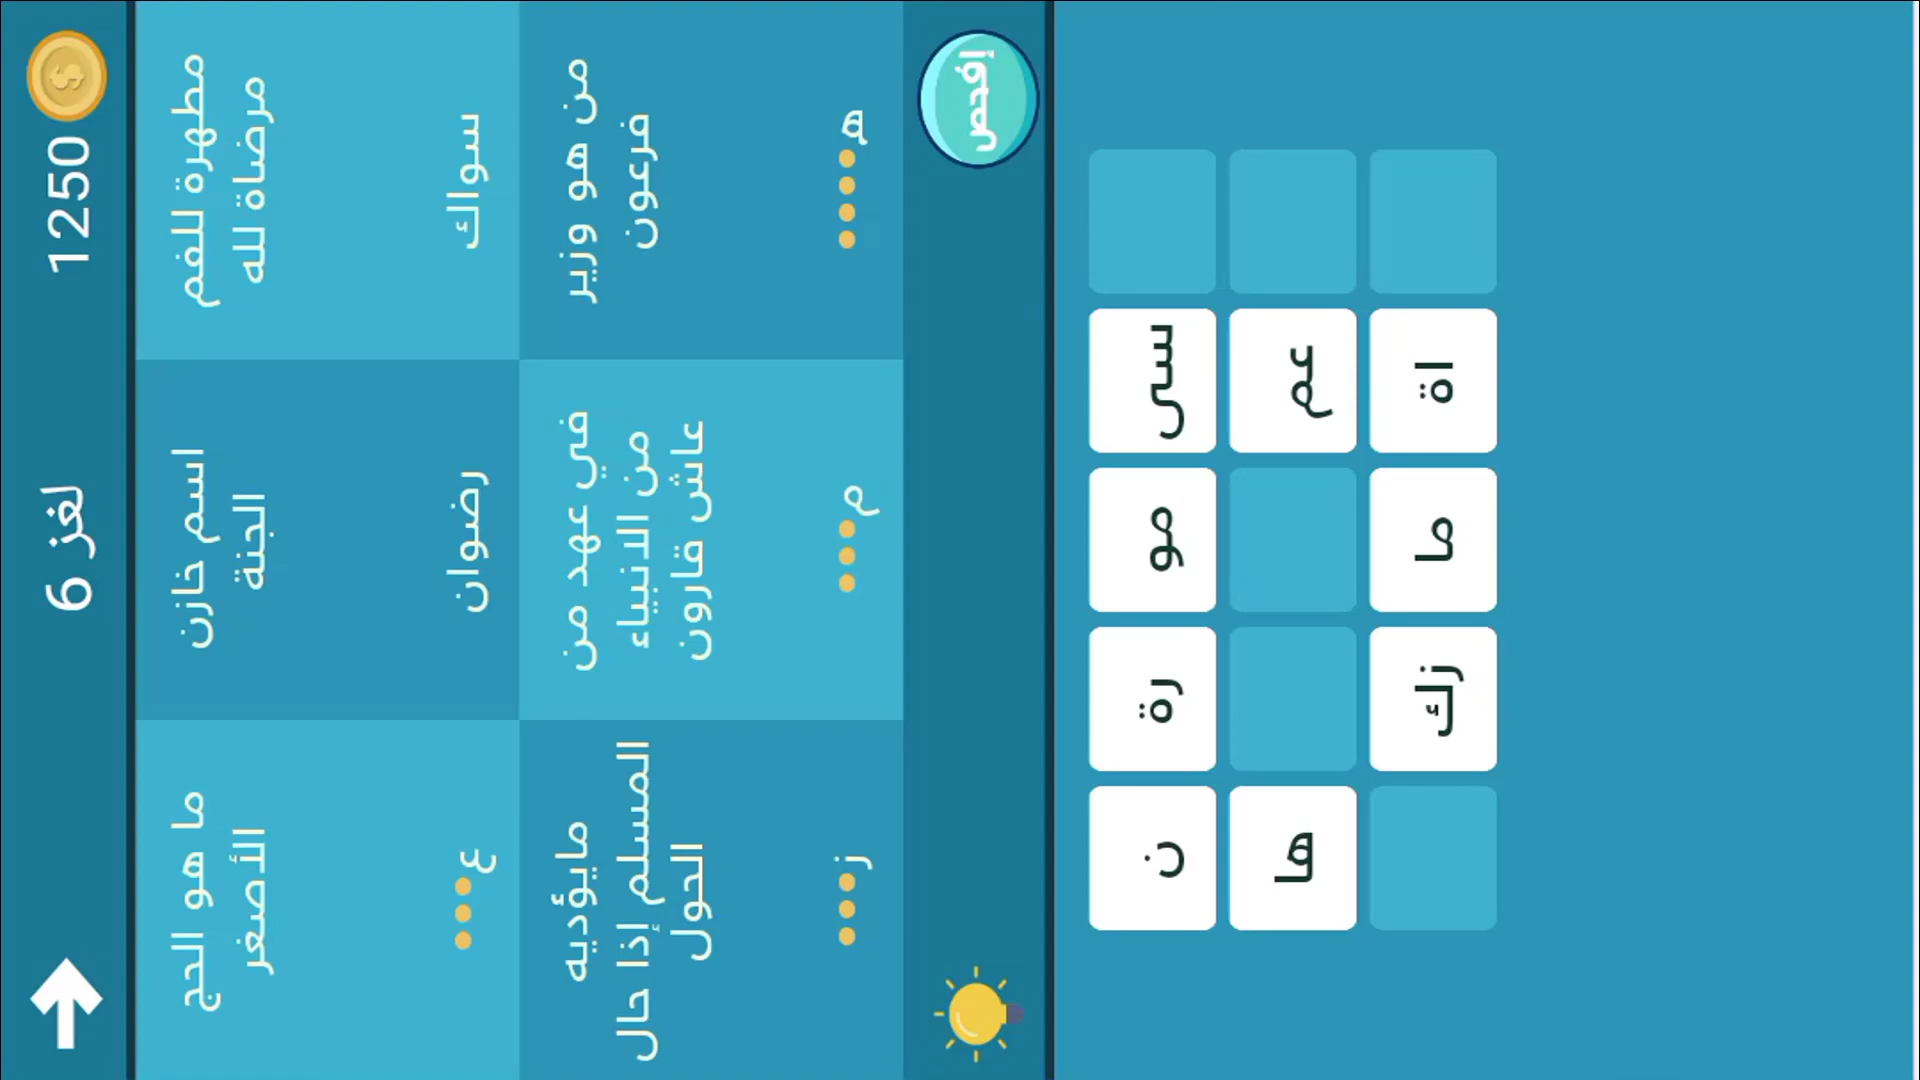 1250
لغز 6
مطهرة للفم
مرضاة لله
سواك
اسم خازن
الجنة
رضوان
ما هو الحج
الأصغر
ع
من هو وزير
فرعون
ه
في عهد من
من الانبياء
عاش قارون
م
مايؤديه
المسلم إذا حال
الحول
ز
إفحص
سى
مو
رة
ن
عم
ها
اة
ما
زك